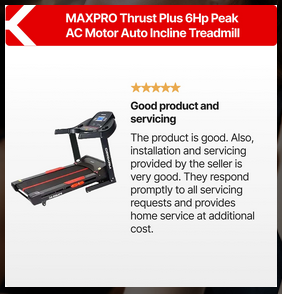 MAXPRO Thrust Plus 6Hp Peak
AC Motor Auto Incline Treadmill
Good product and
servicing
The product is good. Also,
installation and servicing
provided by the seller is
very good. They respond
promptly to all servicing
requests and provides
home service at additional
cost.